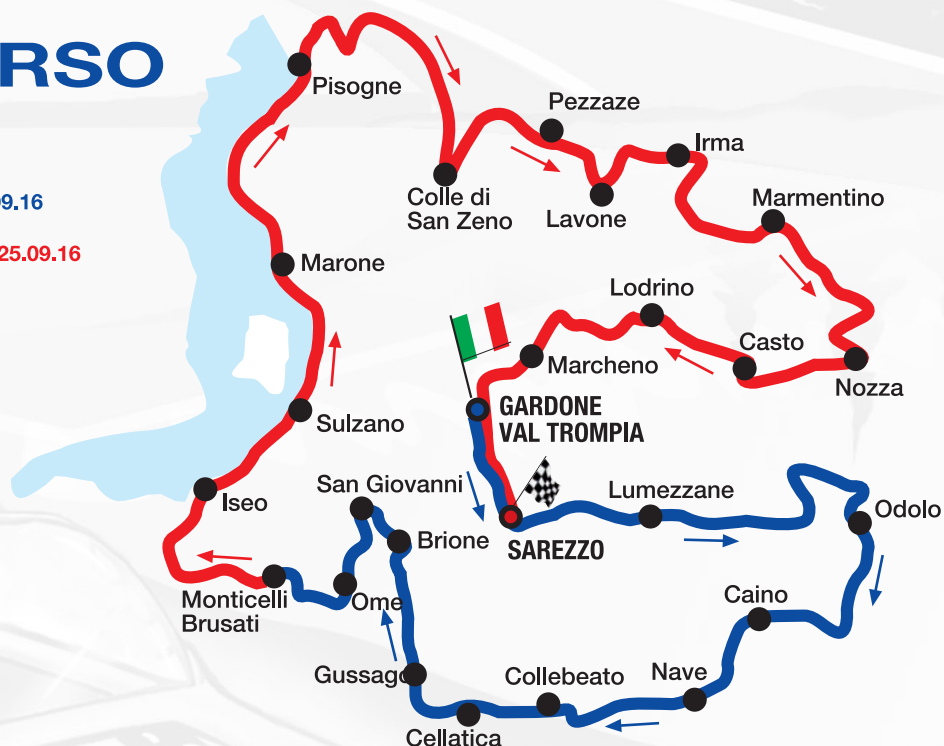 RSO
09.16
25.09.16
Pisogne
Pezzaze
Irma
Colle di
San Zeno
Lavone
Marmentino
Marone
Lodrino
Casto
Marcheno
Nozza
GARDONE
VAL TROMPIA
Sulzano
San Giovanni
Iseo
Lumezzane
Odolo
Brione
SAREZZO
Monticelli
Brusati
Ome
Caino
Gussago
Collebeato
Nave
Cellatica